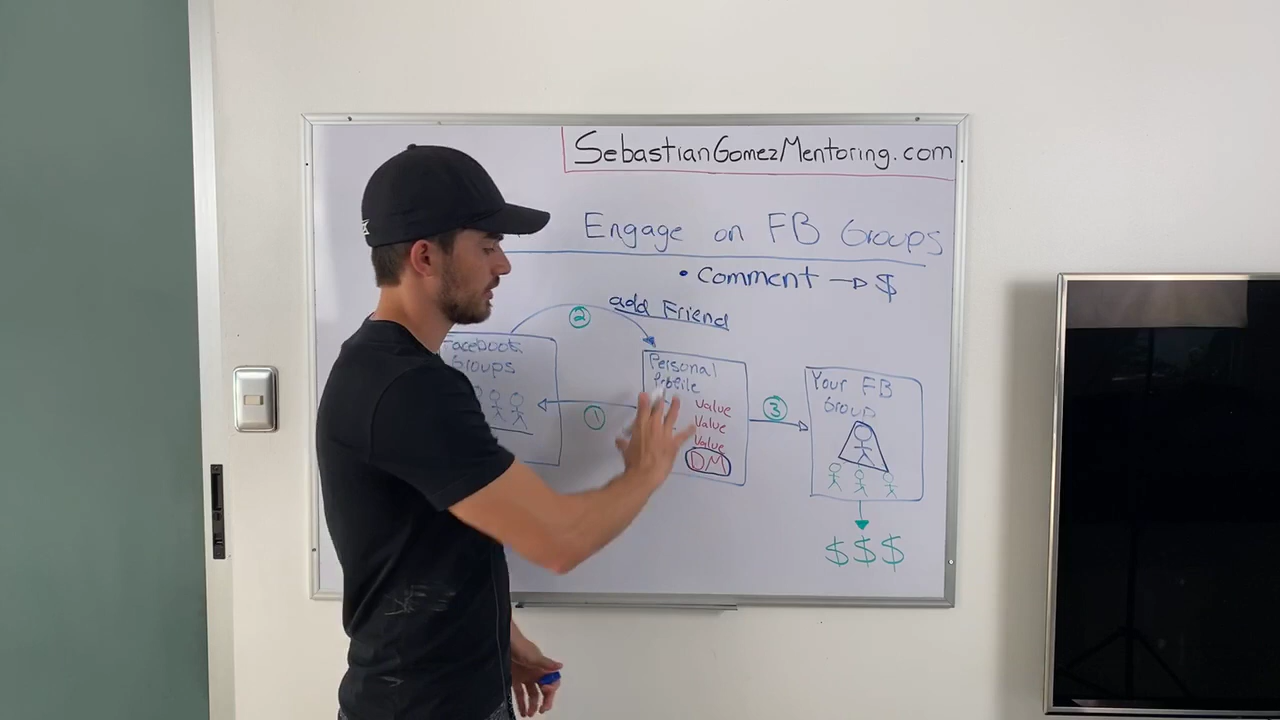 SebastianGomezMentoring.com
Engage on FB Groups
• Comment → $
add Friend
②
Facebook
Groups
①
Personal
Profile
Value
Value
Value
DM
③
Your FB
Group
$$$